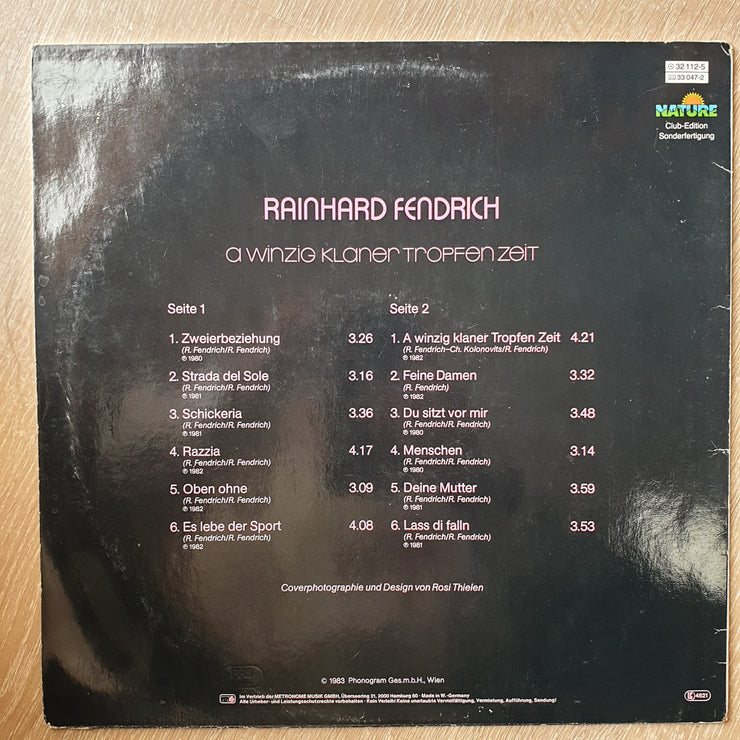 32 112-5
33 047-2
NATURE
Club-Edition
Sonderfertigung
RAINHARD FENDRICH
a winzig klaner Tropfen Zeit
Seite 1
1. Zweierbeziehung 3.26
(R. Fendrich/R. Fendrich)
℗ 1980
2. Strada del Sole 3.16
(R. Fendrich/R. Fendrich)
℗ 1981
3. Schickeria 3.36
(R. Fendrich/R. Fendrich)
℗ 1981
4. Razzia 4.17
(R. Fendrich/R. Fendrich)
℗ 1982
5. Oben ohne 3.09
(R. Fendrich/R. Fendrich)
℗ 1982
6. Es lebe der Sport 4.08
(R. Fendrich/R. Fendrich)
℗ 1982
Seite 2
1. A winzig klaner Tropfen Zeit 4.21
(R. Fendrich–Ch. Kolonovits/R. Fendrich)
℗ 1982
2. Feine Damen 3.32
(R. Fendrich)
℗ 1982
3. Du sitzt vor mir 3.48
(R. Fendrich/R. Fendrich)
℗ 1980
4. Menschen 3.14
(R. Fendrich/R. Fendrich)
℗ 1980
5. Deine Mutter 3.59
(R. Fendrich/R. Fendrich)
℗ 1981
6. Lass di falln 3.53
(R. Fendrich/R. Fendrich)
℗ 1981
Coverphotographie und Design von Rosi Thielen
© 1983 Phonogram Ges.m.b.H., Wien
Im Vertrieb der METRONOME MUSIK GMBH, Überseering 21, 2000 Hamburg 60 · Made in W.-Germany
Alle Urheber- und Leistungsschutzrechte vorbehalten · Kein Verleih! Keine unerlaubte Vervielfältigung, Vermietung, Aufführung, Sendung!
LC 4821